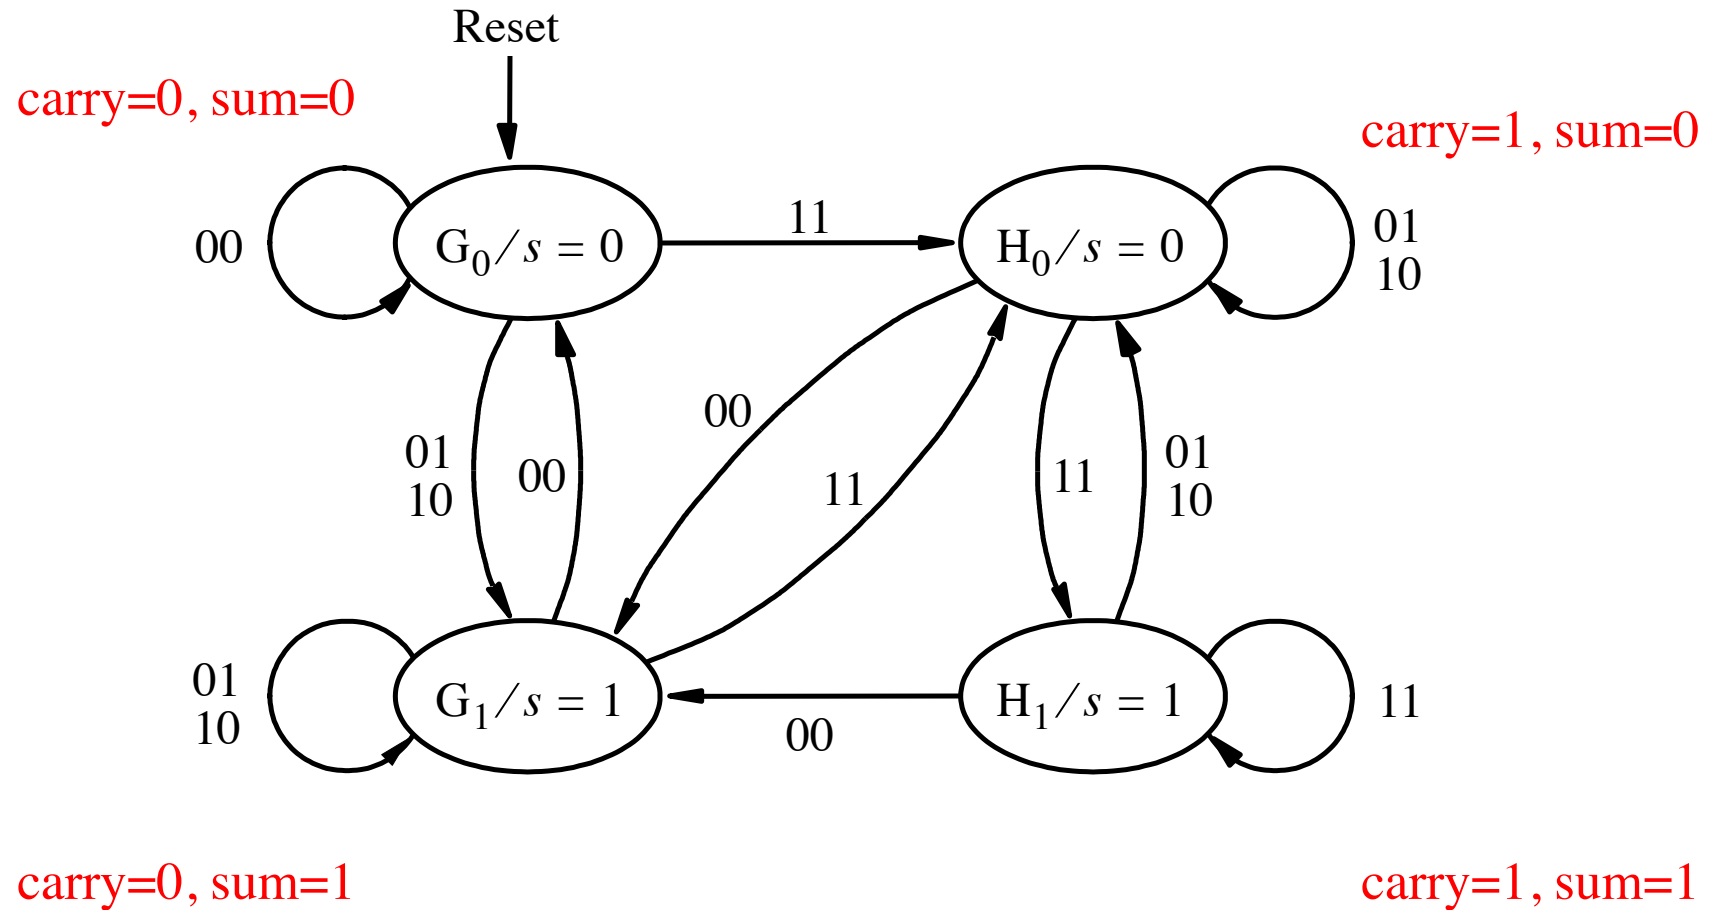 Reset
carry=0, sum=0
carry=1, sum=0
00
G₀/s = 0
11
H₀/s = 0
01
10
01
10
00
00
11
11
01
10
01
10
G₁/s = 1
00
H₁/s = 1
11
carry=0, sum=1
carry=1, sum=1